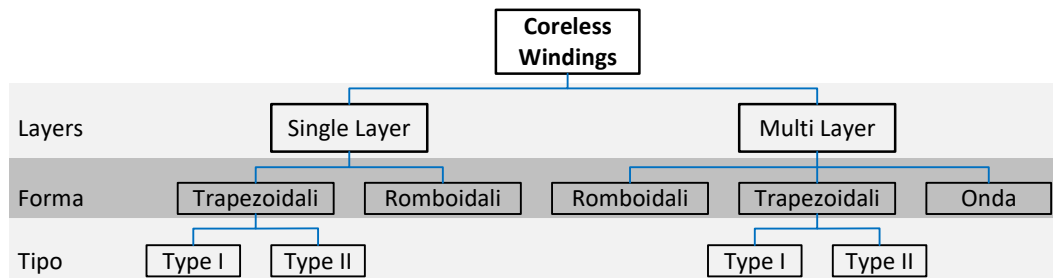 Coreless
Windings
Layers
Single Layer
Multi Layer
Forma
Trapezoidali
Romboidali
Romboidali
Trapezoidali
Onda
Tipo
Type I
Type II
Type I
Type II